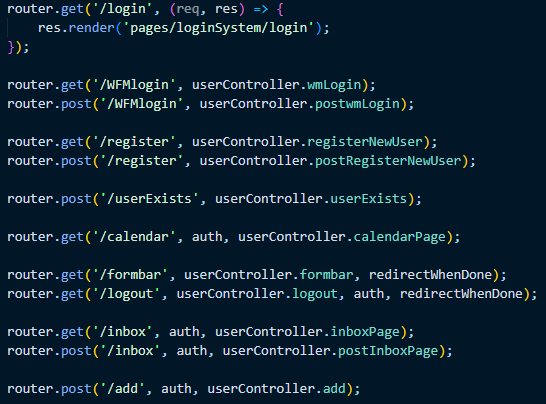 router.get('/login', (req, res) => {
    res.render('pages/loginSystem/login');
});
router.get('/WFMlogin', userController.wmLogin);
router.post('/WFMlogin', userController.postwmLogin);
router.get('/register', userController.registerNewUser);
router.post('/register', userController.postRegisterNewUser);
router.post('/userExists', userController.userExists);
router.get('/calendar', auth, userController.calendarPage);
router.get('/formbar', userController.formbar, redirectWhenDone);
router.get('/logout', userController.logout, auth, redirectWhenDone);
router.get('/inbox', auth, userController.inboxPage);
router.post('/inbox', auth, userController.postInboxPage);
router.post('/add', auth, userController.add);